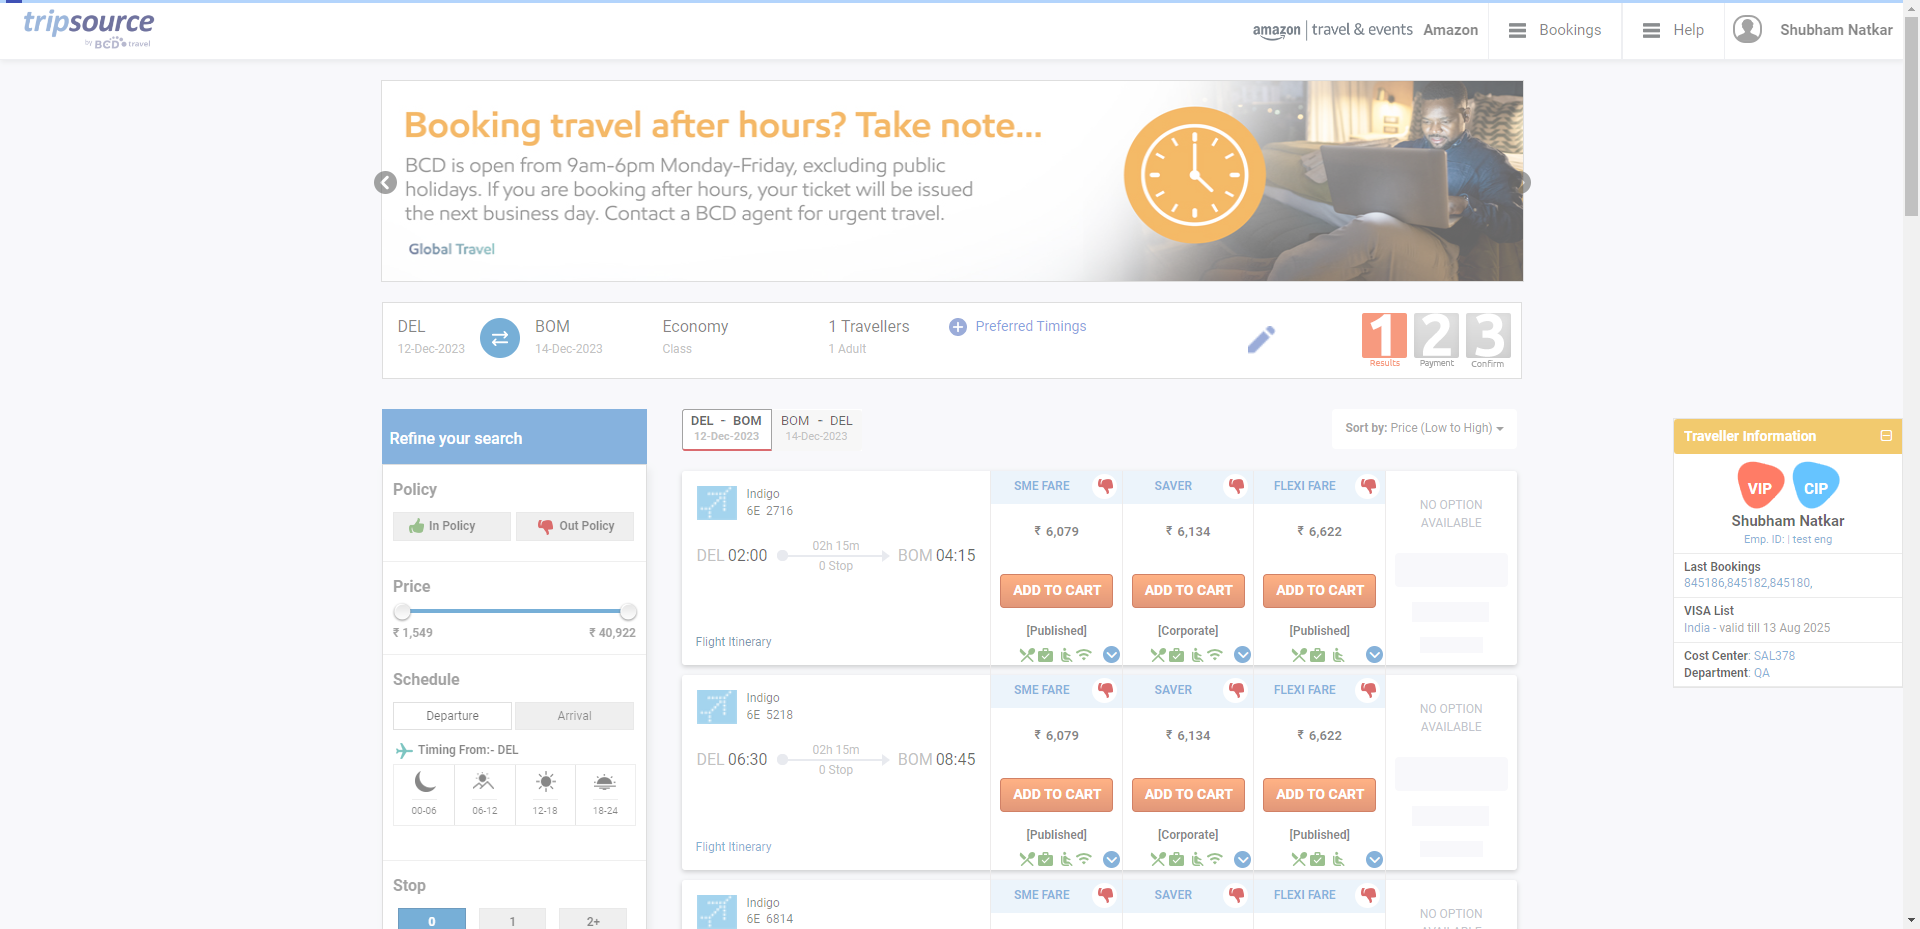 tripsource
by BCD travel
amazon | travel & events Amazon
Bookings
Help
Shubham Natkar
Booking travel after hours? Take note...
BCD is open from 9am-6pm Monday-Friday, excluding public
holidays. If you are booking after hours, your ticket will be issued
the next business day. Contact a BCD agent for urgent travel.
Global Travel
DEL
12-Dec-2023
BOM
14-Dec-2023
Economy
Class
1 Travellers
1 Adult
Preferred Timings
1 2 3
Results Payment Confirm
Refine your search
Policy
In Policy Out Policy
Price
₹ 1,549 ₹ 40,922
Schedule
Departure Arrival
Timing From:- DEL
00-06 06-12 12-18 18-24
Stop
0 1 2+
DEL - BOM
12-Dec-2023
BOM - DEL
14-Dec-2023
Sort by: Price (Low to High)
Indigo
6E 2716
DEL 02:00
02h 15m
0 Stop
BOM 04:15
Flight Itinerary
SME FARE SAVER FLEXI FARE
₹ 6,079 ₹ 6,134 ₹ 6,622
ADD TO CART ADD TO CART ADD TO CART
[Published] [Corporate] [Published]
NO OPTION
AVAILABLE
Indigo
6E 5218
DEL 06:30
02h 15m
0 Stop
BOM 08:45
Flight Itinerary
SME FARE SAVER FLEXI FARE
₹ 6,079 ₹ 6,134 ₹ 6,622
ADD TO CART ADD TO CART ADD TO CART
[Published] [Corporate] [Published]
NO OPTION
AVAILABLE
Indigo
6E 6814
SME FARE SAVER FLEXI FARE
NO OPTION
AVAILABLE
Traveller Information
VIP CIP
Shubham Natkar
Emp. ID: | test eng
Last Bookings
845186,845182,845180,
VISA List
India - valid till 13 Aug 2025
Cost Center: SAL378
Department: QA